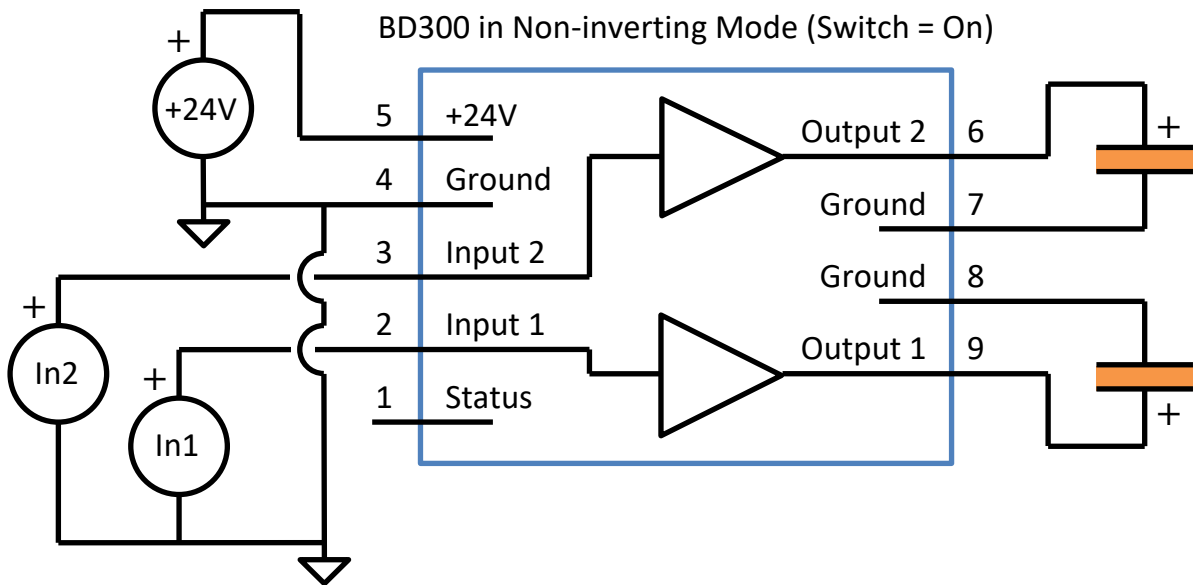 BD300 in Non-inverting Mode (Switch = On)
+
+24V
5 +24V
4 Ground
3 Input 2
2 Input 1
1 Status
+
In2
+
In1
Output 2 6
Ground 7
Ground 8
Output 1 9
+
+